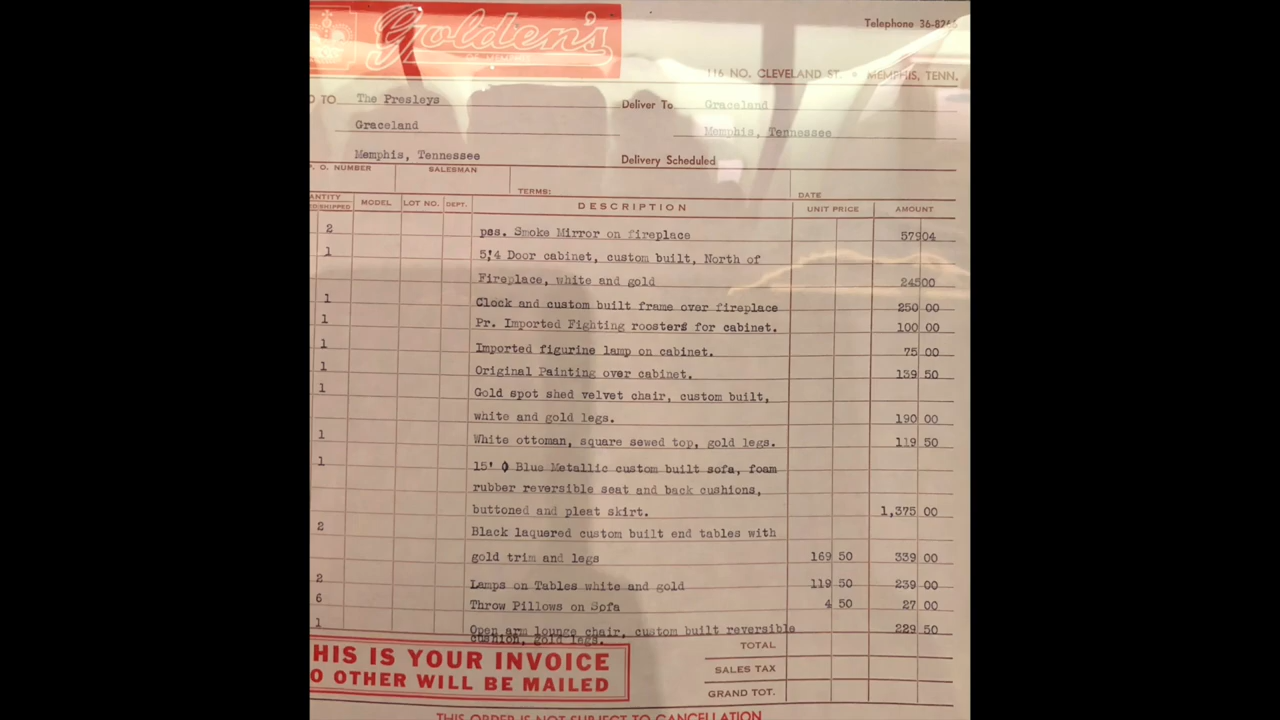 Golden's
Telephone 36-826
116 NO. CLEVELAND ST. • MEMPHIS, TENN.
D TO The Presleys Deliver To Graceland
Graceland Memphis, Tennessee
Memphis, Tennessee Delivery Scheduled
. O. NUMBER SALESMAN TERMS: DATE
ANTITY SHIPPED MODEL LOT NO. DEPT. DESCRIPTION UNIT PRICE AMOUNT
2 pcs. Smoke Mirror on fireplace 57904
1 5,'4 Door cabinet, custom built, North of
Fireplace, white and gold 24500
1 Clock and custom built frame over fireplace 250 00
1 Pr. Imported Fighting roosters for cabinet. 100 00
1 Imported figurine lamp on cabinet. 75 00
1 Original Painting over cabinet. 139 50
1 Gold spot shed velvet chair, custom built,
white and gold legs. 190 00
1 White ottoman, square sewed top, gold legs. 119 50
1 15' Blue Metallic custom built sofa, foam
rubber reversible seat and back cushions,
buttoned and pleat skirt. 1,375 00
2 Black laquered custom built end tables with
gold trim and legs 169 50 339 00
2 Lamps on Tables white and gold 119 50 239 00
6 Throw Pillows on Sofa 4 50 27 00
1 Open arm lounge chair, custom built reversible 229 50
cushion, gold legs.
TOTAL
SALES TAX
GRAND TOT.
HIS IS YOUR INVOICE
O OTHER WILL BE MAILED
THIS ORDER IS NOT SUBJECT TO CANCELLATION